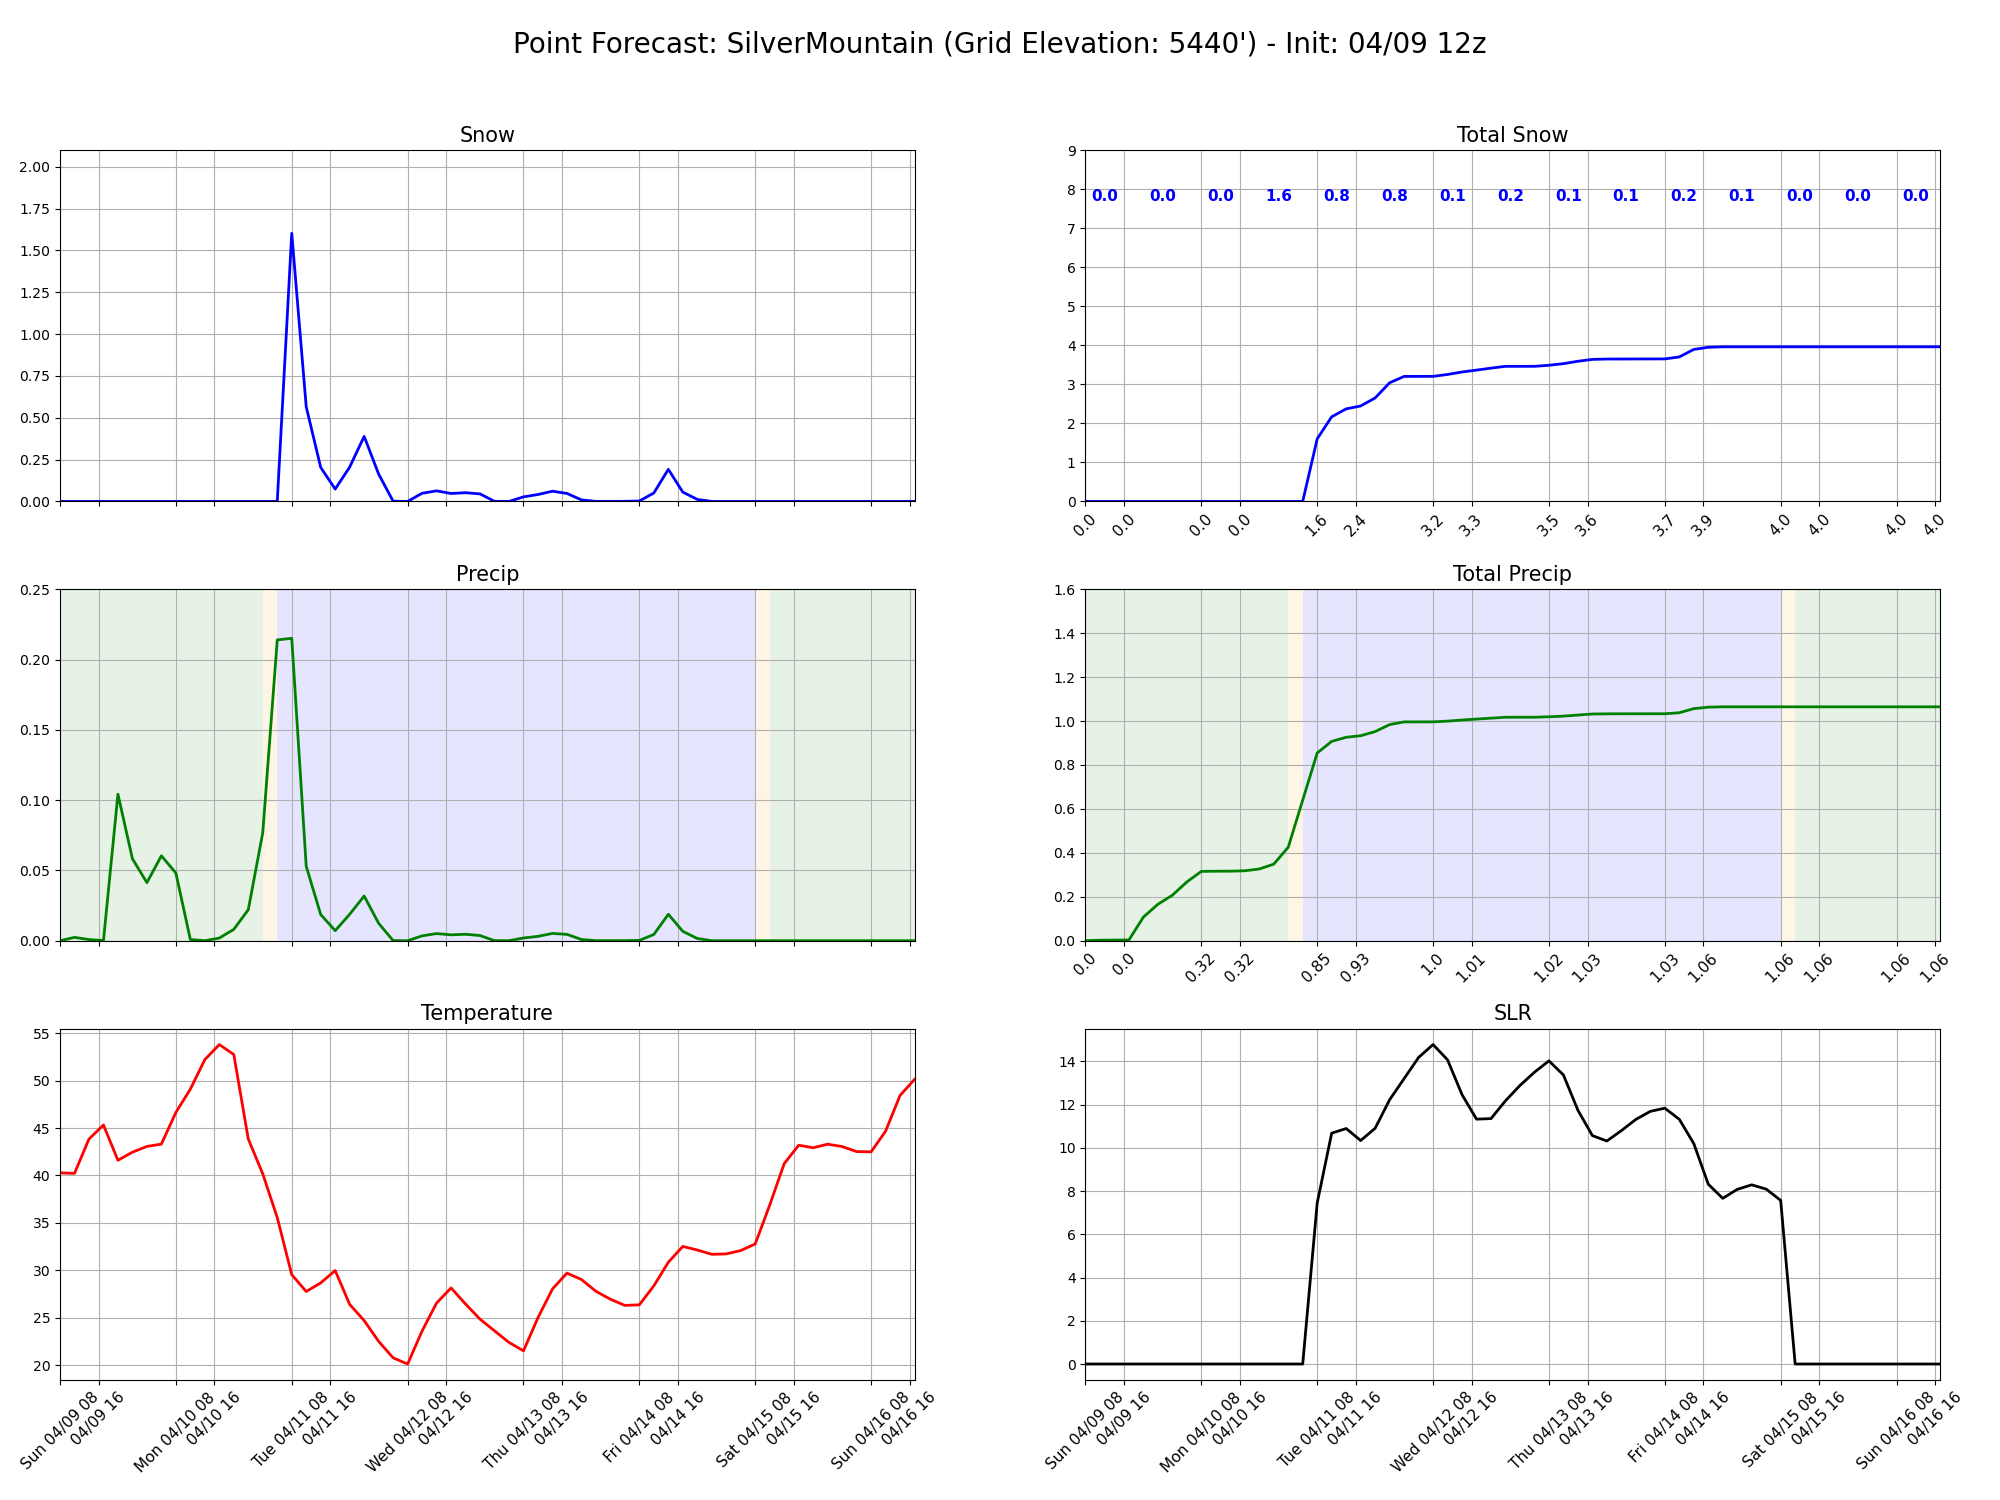 Point Forecast: SilverMountain (Grid Elevation: 5440') - Init: 04/09 12z
Snow
2.00
1.75
1.50
1.25
1.00
0.75
0.50
0.25
0.00
Total Snow
9
8
7
6
5
4
3
2
1
0
0.0 0.0 0.0 1.6 0.8 0.8 0.1 0.2 0.1 0.1 0.2 0.1 0.0 0.0 0.0
0.0 0.0 0.0 0.0 1.6 2.4 3.2 3.3 3.5 3.6 3.7 3.9 4.0 4.0 4.0 4.0
Precip
0.25
0.20
0.15
0.10
0.05
0.00
Total Precip
1.6
1.4
1.2
1.0
0.8
0.6
0.4
0.2
0.0
0.0 0.0 0.32 0.32 0.85 0.93 1.0 1.01 1.02 1.03 1.03 1.06 1.06 1.06 1.06 1.06
Temperature
55
50
45
40
35
30
25
20
Sun 04/09 08
04/09 16
Mon 04/10 08
04/10 16
Tue 04/11 08
04/11 16
Wed 04/12 08
04/12 16
Thu 04/13 08
04/13 16
Fri 04/14 08
04/14 16
Sat 04/15 08
04/15 16
Sun 04/16 08
04/16 16
SLR
14
12
10
8
6
4
2
0
Sun 04/09 08
04/09 16
Mon 04/10 08
04/10 16
Tue 04/11 08
04/11 16
Wed 04/12 08
04/12 16
Thu 04/13 08
04/13 16
Fri 04/14 08
04/14 16
Sat 04/15 08
04/15 16
Sun 04/16 08
04/16 16